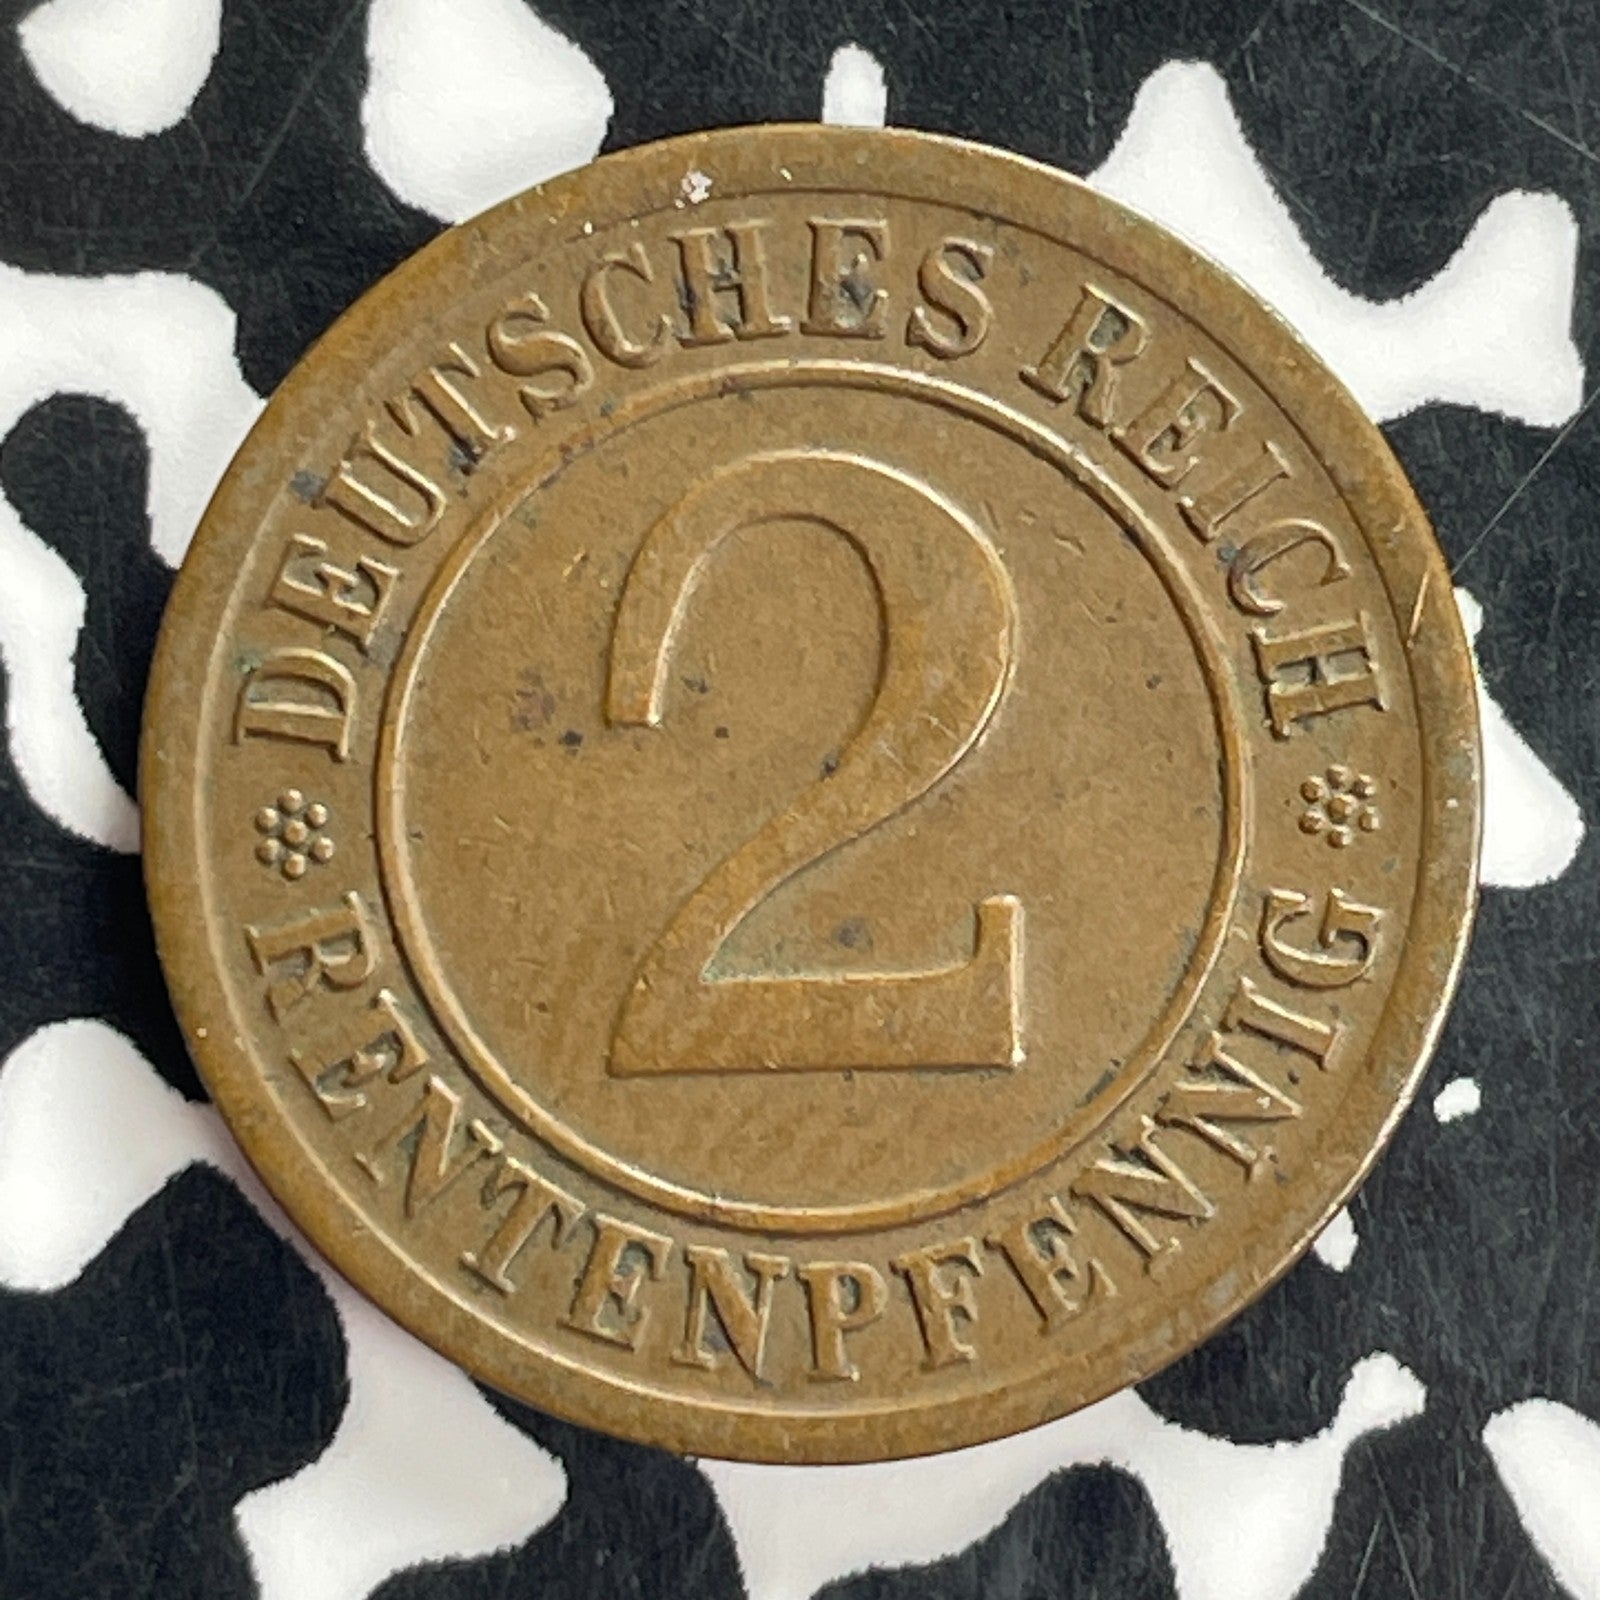 DEUTSCHES REICH
2
RENTENPFENNIG